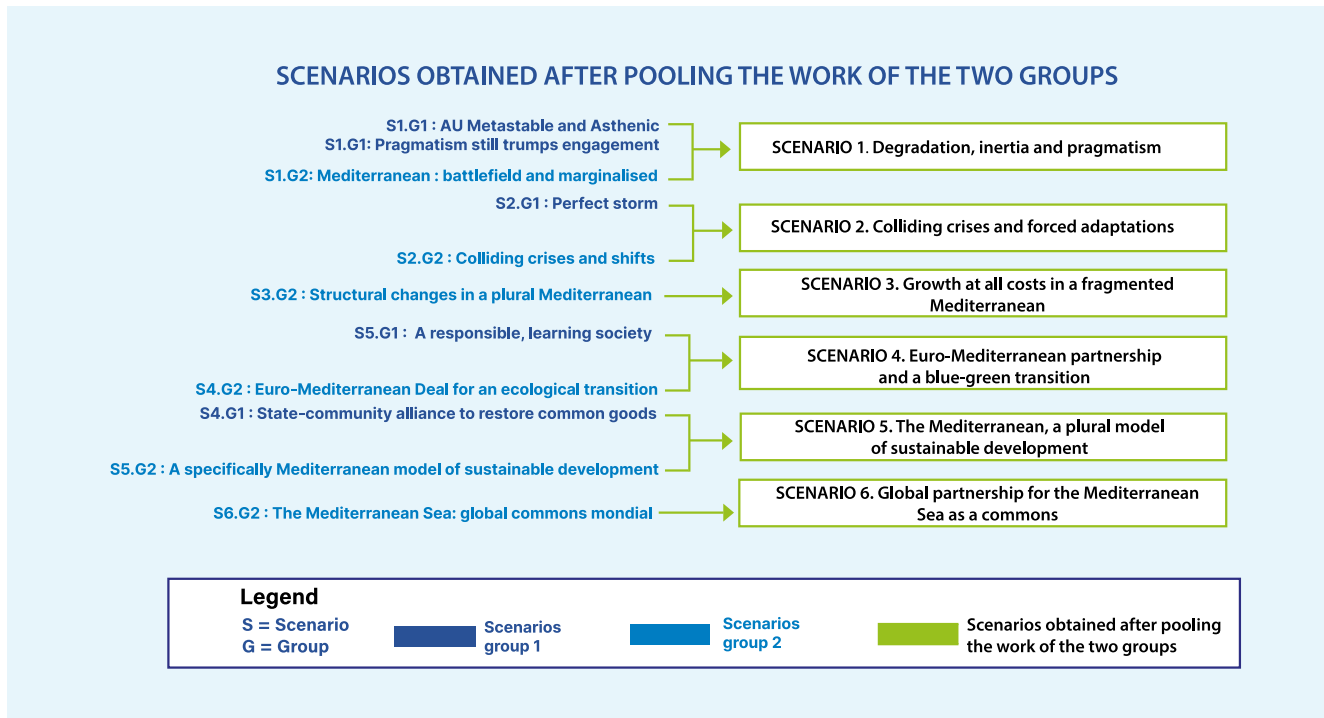 SCENARIOS OBTAINED AFTER POOLING THE WORK OF THE TWO GROUPS
S1.G1 : AU Metastable and Asthenic
S1.G1: Pragmatism still trumps engagement
S1.G2: Mediterranean : battlefield and marginalised
SCENARIO 1. Degradation, inertia and pragmatism
S2.G1 : Perfect storm
S2.G2 : Colliding crises and shifts
SCENARIO 2. Colliding crises and forced adaptations
S3.G2 : Structural changes in a plural Mediterranean
SCENARIO 3. Growth at all costs in a fragmented
Mediterranean
S5.G1 : A responsible, learning society
S4.G2 : Euro-Mediterranean Deal for an ecological transition
SCENARIO 4. Euro-Mediterranean partnership
and a blue-green transition
S4.G1 : State-community alliance to restore common goods
S5.G2 : A specifically Mediterranean model of sustainable development
SCENARIO 5. The Mediterranean, a plural model
of sustainable development
S6.G2 : The Mediterranean Sea: global commons mondial
SCENARIO 6. Global partnership for the Mediterranean
Sea as a commons
Legend
S = Scenario
G = Group
Scenarios
group 1
Scenarios
group 2
Scenarios obtained after pooling
the work of the two groups